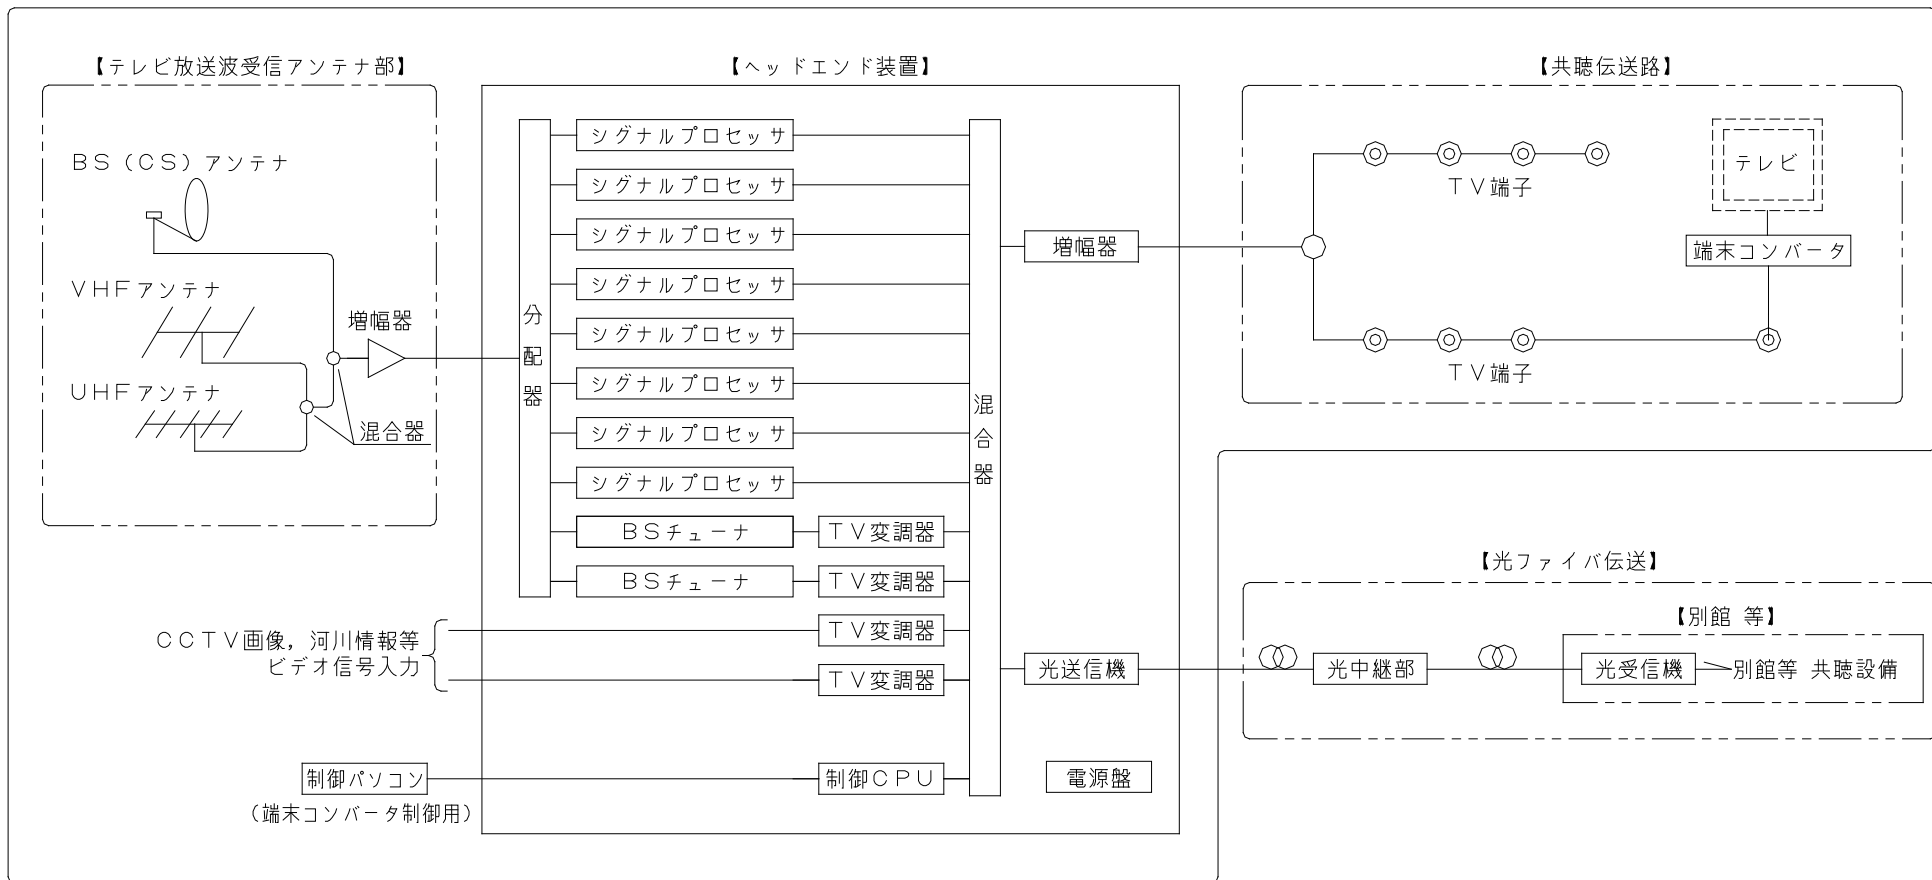 【テレビ放送波受信アンテナ部】
BS(CS)アンテナ
VHFアンテナ
増幅器
UHFアンテナ
混合器
【ヘッドエンド装置】
分配器
シグナルプロセッサ
シグナルプロセッサ
シグナルプロセッサ
シグナルプロセッサ
シグナルプロセッサ
シグナルプロセッサ
シグナルプロセッサ
シグナルプロセッサ
BSチューナ
TV変調器
BSチューナ
TV変調器
CCTV画像，河川情報等
ビデオ信号入力
TV変調器
TV変調器
制御パソコン
(端末コンバータ制御用)
制御CPU
混合器
増幅器
光送信機
電源盤
【共聴伝送路】
TV端子
テレビ
端末コンバータ
TV端子
【光ファイバ伝送】
【別館 等】
光中継部
光受信機
別館等 共聴設備